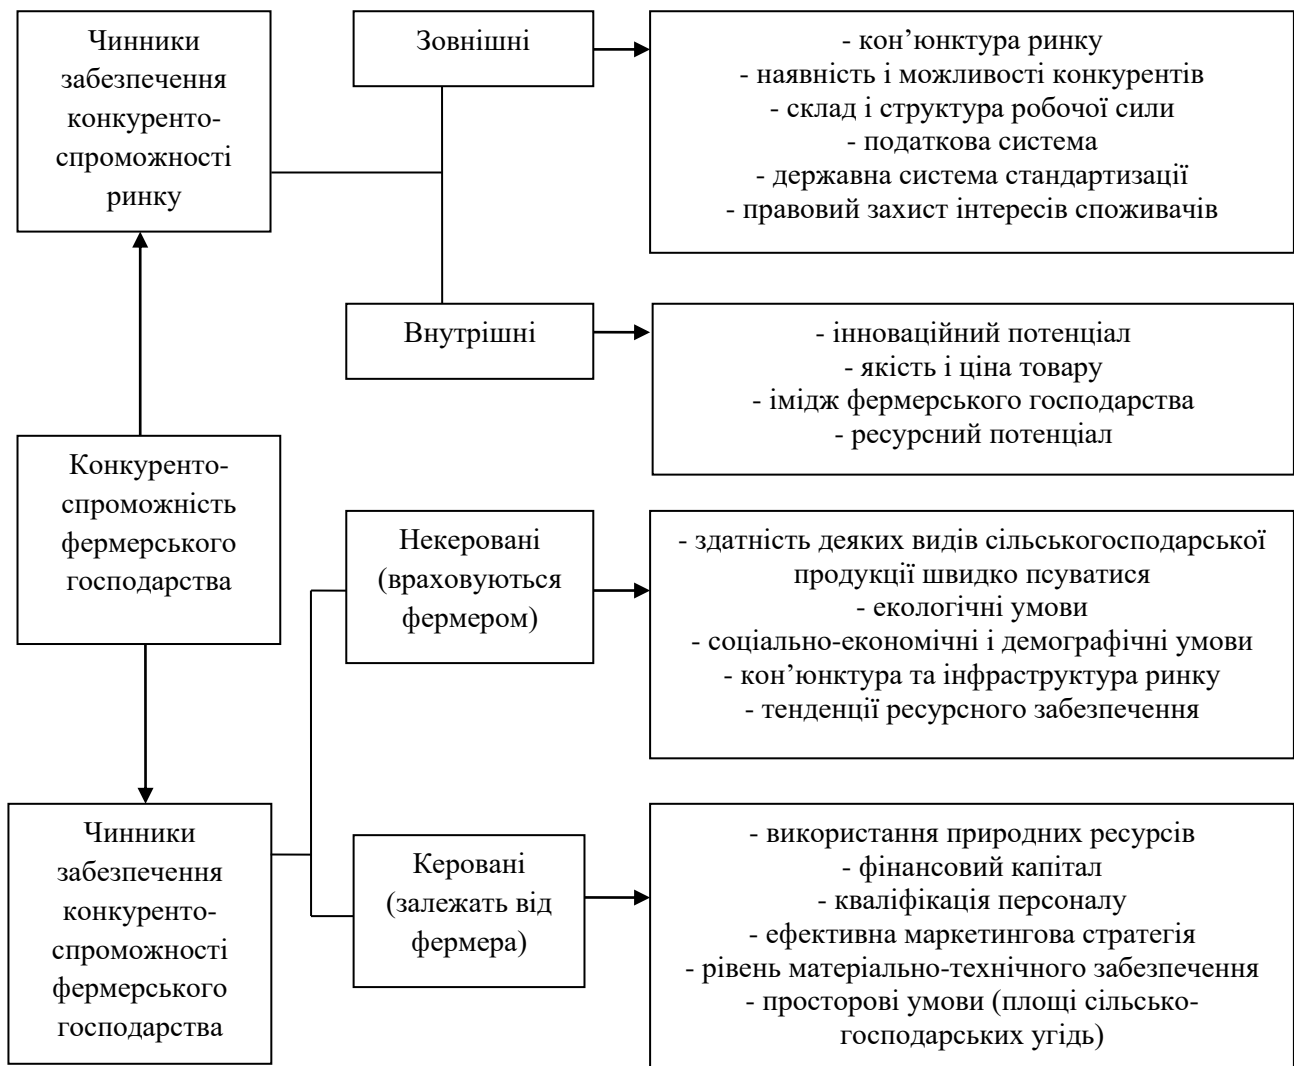 Чинники
забезпечення
конкуренто-
спроможності
ринку
Зовнішні
- кон’юнктура ринку
- наявність і можливості конкурентів
- склад і структура робочої сили
- податкова система
- державна система стандартизації
- правовий захист інтересів споживачів
Внутрішні
- інноваційний потенціал
- якість і ціна товару
- імідж фермерського господарства
- ресурсний потенціал
Конкуренто-
спроможність
фермерського
господарства
Некеровані
(враховуються
фермером)
- здатність деяких видів сільськогосподарської
продукції швидко псуватися
- екологічні умови
- соціально-економічні і демографічні умови
- кон’юнктура та інфраструктура ринку
- тенденції ресурсного забезпечення
Чинники
забезпечення
конкуренто-
спроможності
фермерського
господарства
Керовані
(залежать від
фермера)
- використання природних ресурсів
- фінансовий капітал
- кваліфікація персоналу
- ефективна маркетингова стратегія
- рівень матеріально-технічного забезпечення
- просторові умови (площі сільсько-
господарських угідь)